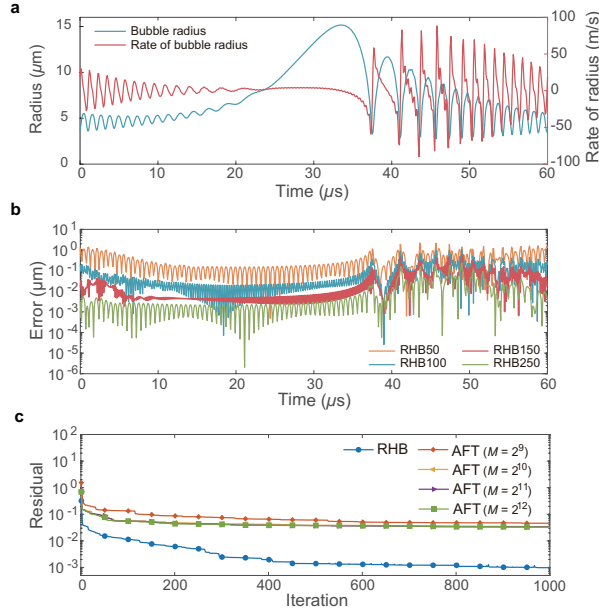 a
Bubble radius
Rate of bubble radius
Radius (μm)
15
10
5
0
Rate of radius (m/s)
100
50
0
-50
-100
0 10 20 30 40 50 60
Time (μs)
b
Error (μm)
10^1
10^0
10^-1
10^-2
10^-3
10^-4
10^-5
10^-6
RHB50 RHB150
RHB100 RHB250
0 10 20 30 40 50 60
Time (μs)
c
Residual
10^2
10^1
10^0
10^-1
10^-2
10^-3
RHB AFT (M = 2^9)
AFT (M = 2^10)
AFT (M = 2^11)
AFT (M = 2^12)
0 200 400 600 800 1000
Iteration